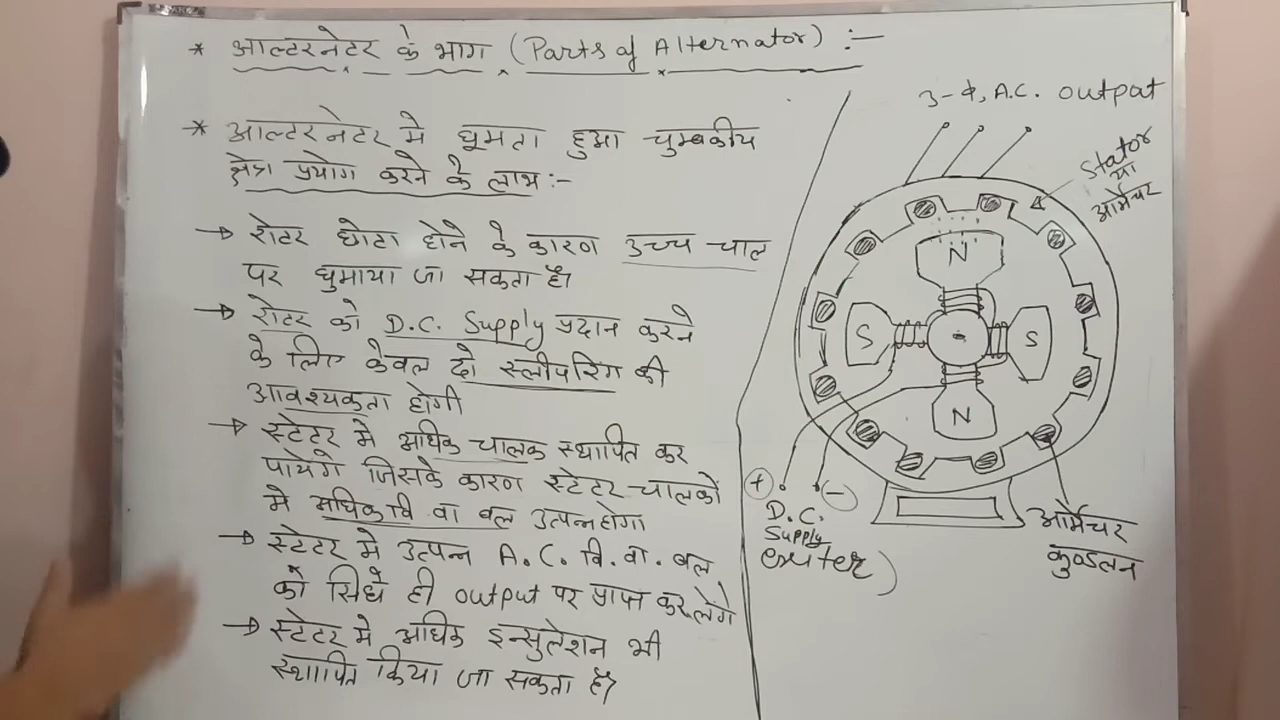 * आल्टरनेटर के भाग (Parts of Alternator) :-
* आल्टरनेटर मे घूमता हुआ चुम्बकीय
क्षेत्र प्रयोग करने के लाभ:-
→ रोटर छोटा होने के कारण उच्च चाल
पर घुमाया जा सकता है।
→ रोटर को D.C. Supply प्रदान करने
के लिए केवल दो स्लीपरिंग की
आवश्यकता होगी
→ स्टेटर मे अधिक चालक स्थापित कर
पायेगे जिसके कारण स्टेटर चालको
मे अधिक वि वा बल उत्पन्न होगा
→ स्टेटर मे उत्पन्न A.C. वि. वा. बल
को सिधे ही output पर प्राप्त कर लेगे
→ स्टेटर मे अधिक इन्सुलेशन भी
स्थापित किया जा सकता है।
3-ϕ, A.C. output
Stator
या
आर्मेचर
N
S
S
N
+
-
D.C.
Supply
exiter)
आर्मेचर
कुण्डलन